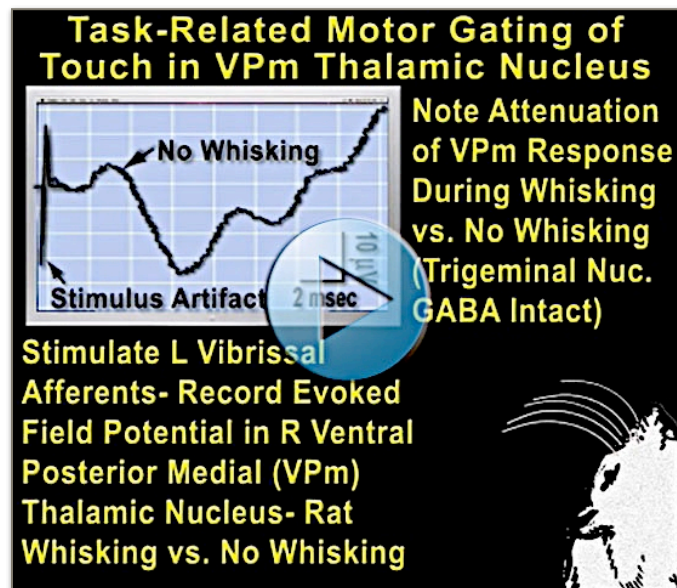 Task-Related Motor Gating of
Touch in VPm Thalamic Nucleus
No Whisking
Stimulus Artifact
10 µV
2 msec
Note Attenuation
of VPm Response
During Whisking
vs. No Whisking
(Trigeminal Nuc.
GABA Intact)
Stimulate L Vibrissal
Afferents- Record Evoked
Field Potential in R Ventral
Posterior Medial (VPm)
Thalamic Nucleus- Rat
Whisking vs. No Whisking